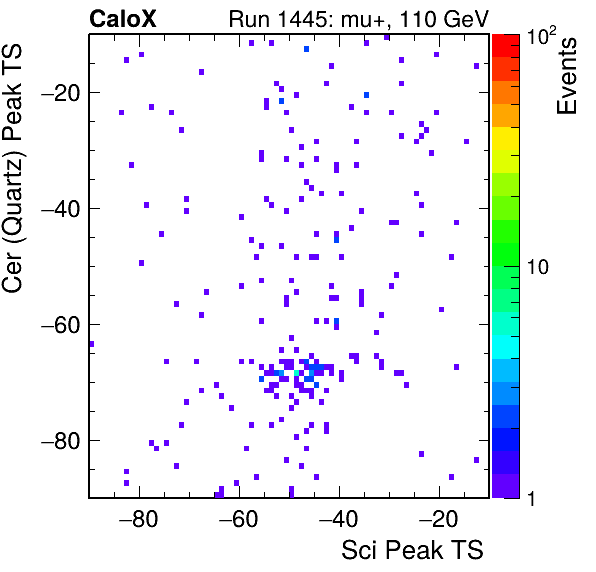 CaloX Run 1445: mu+, 110 GeV
Cer (Quartz) Peak TS
−20
−40
−60
−80
−80 −60 −40 −20
Sci Peak TS
10²
10
1
Events